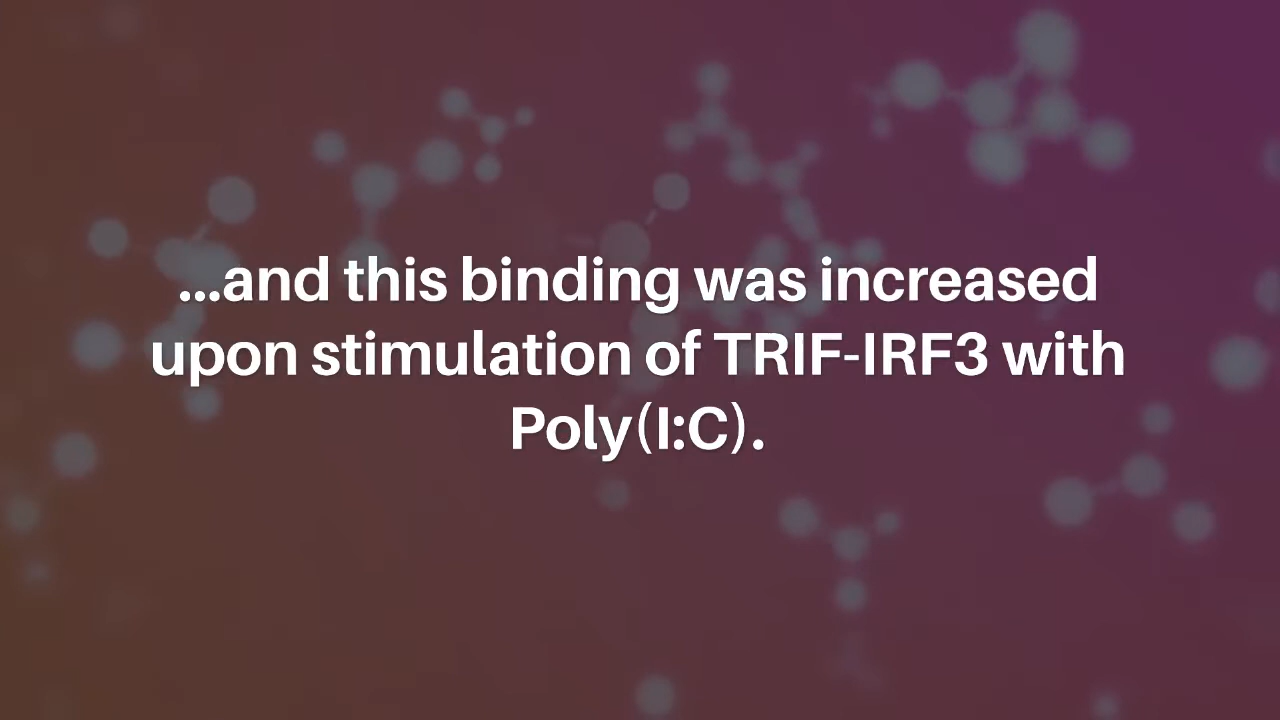 ...and this binding was increased
upon stimulation of TRIF-IRF3 with
Poly(I:C).